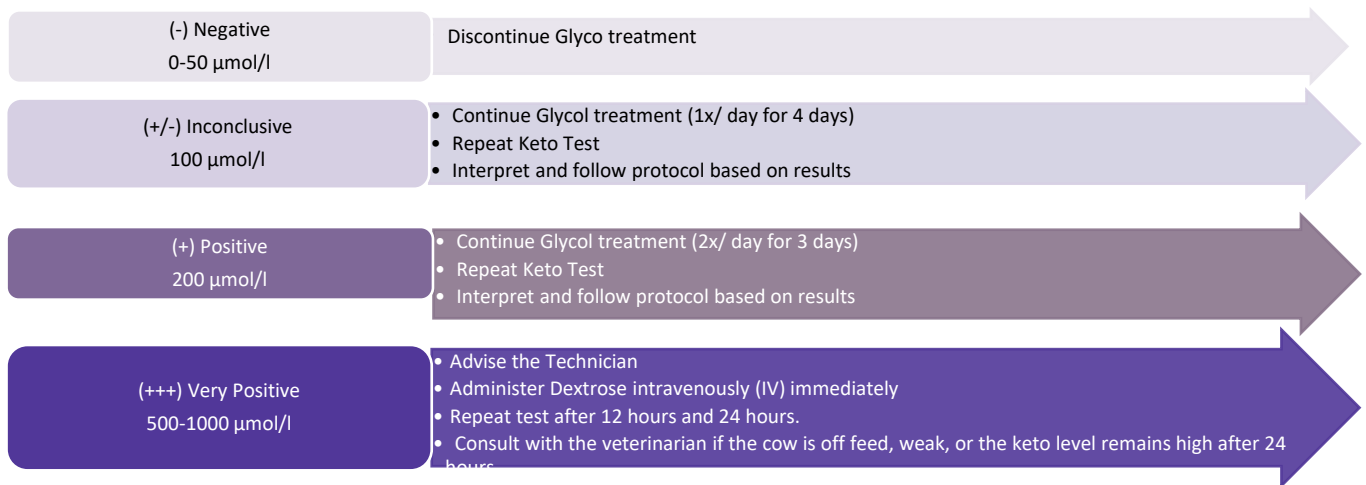 (-) Negative
0-50 µmol/l
Discontinue Glyco treatment
(+/-) Inconclusive
100 µmol/l
• Continue Glycol treatment (1x/ day for 4 days)
• Repeat Keto Test
• Interpret and follow protocol based on results
(+) Positive
200 µmol/l
• Continue Glycol treatment (2x/ day for 3 days)
• Repeat Keto Test
• Interpret and follow protocol based on results
(+++) Very Positive
500-1000 µmol/l
• Advise the Technician
• Administer Dextrose intravenously (IV) immediately
• Repeat test after 12 hours and 24 hours.
• Consult with the veterinarian if the cow is off feed, weak, or the keto level remains high after 24
hours